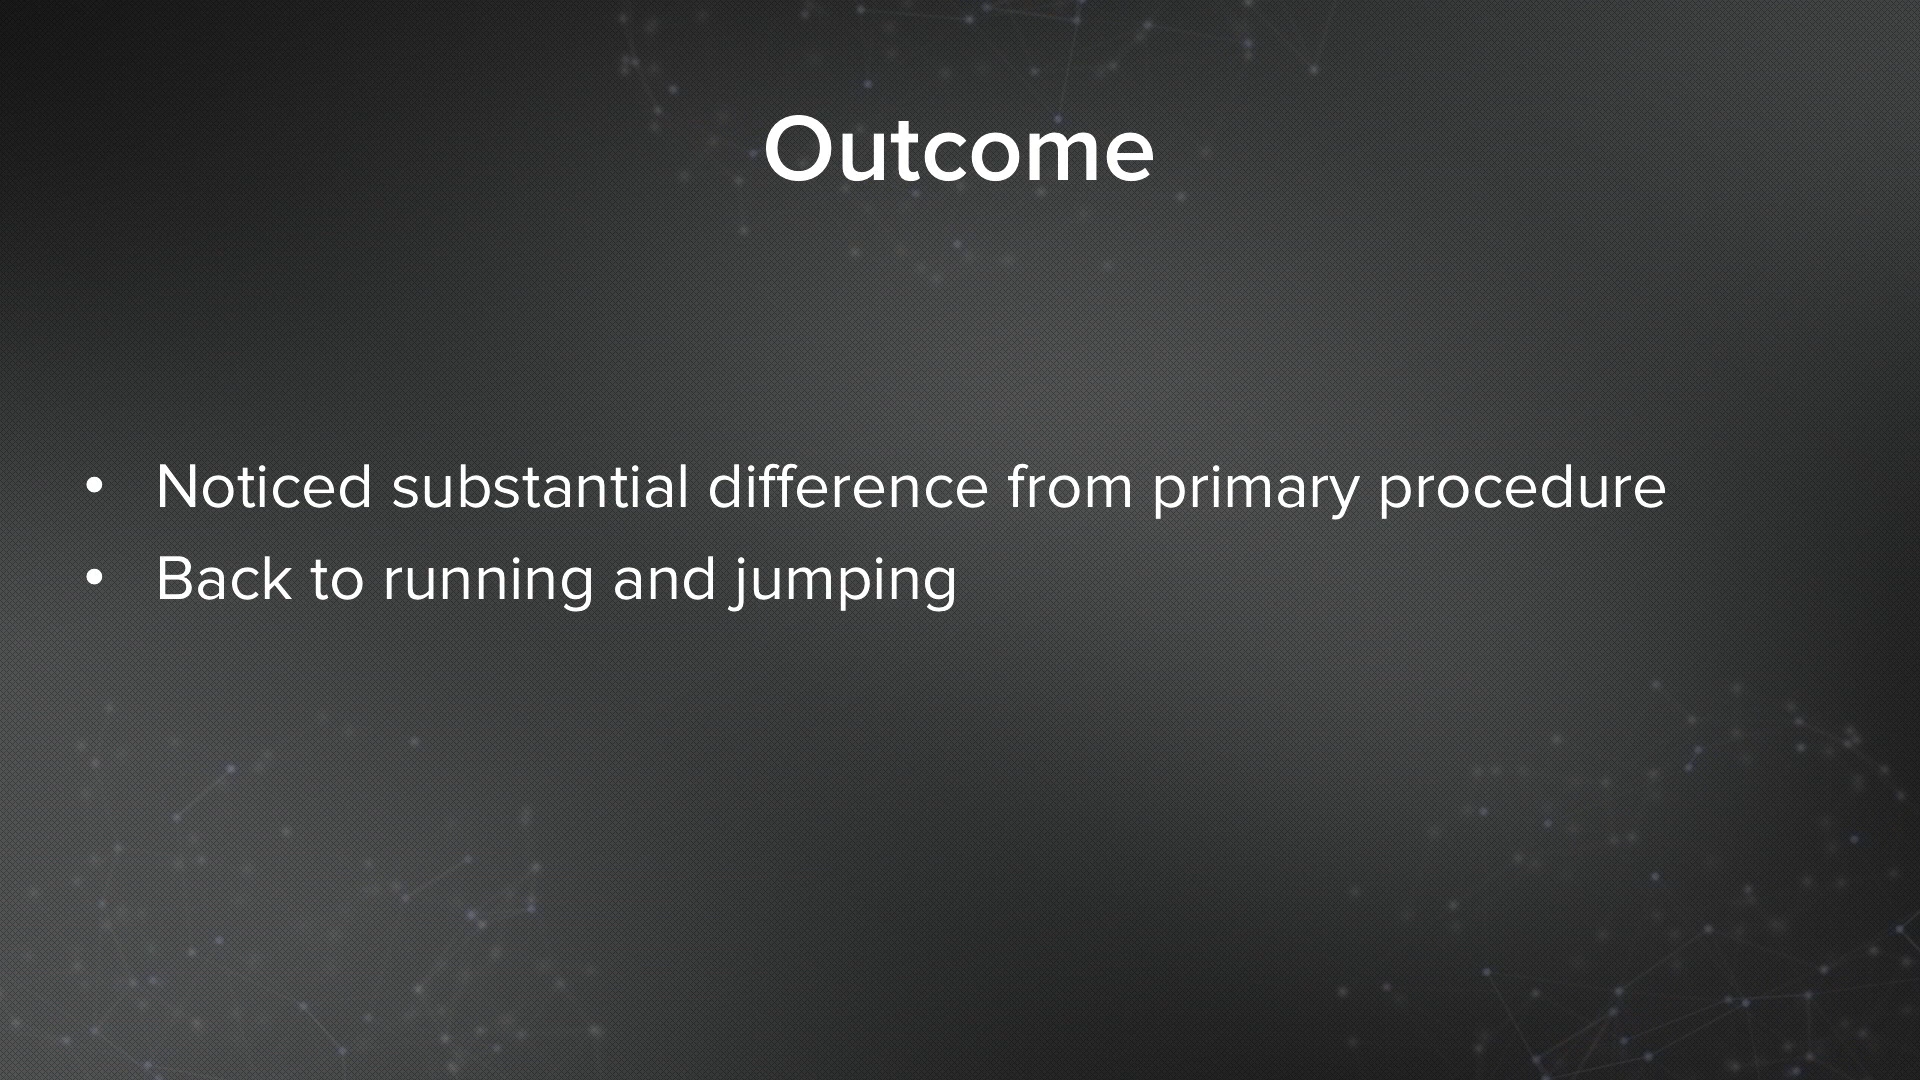 Outcome
• Noticed substantial difference from primary procedure
• Back to running and jumping